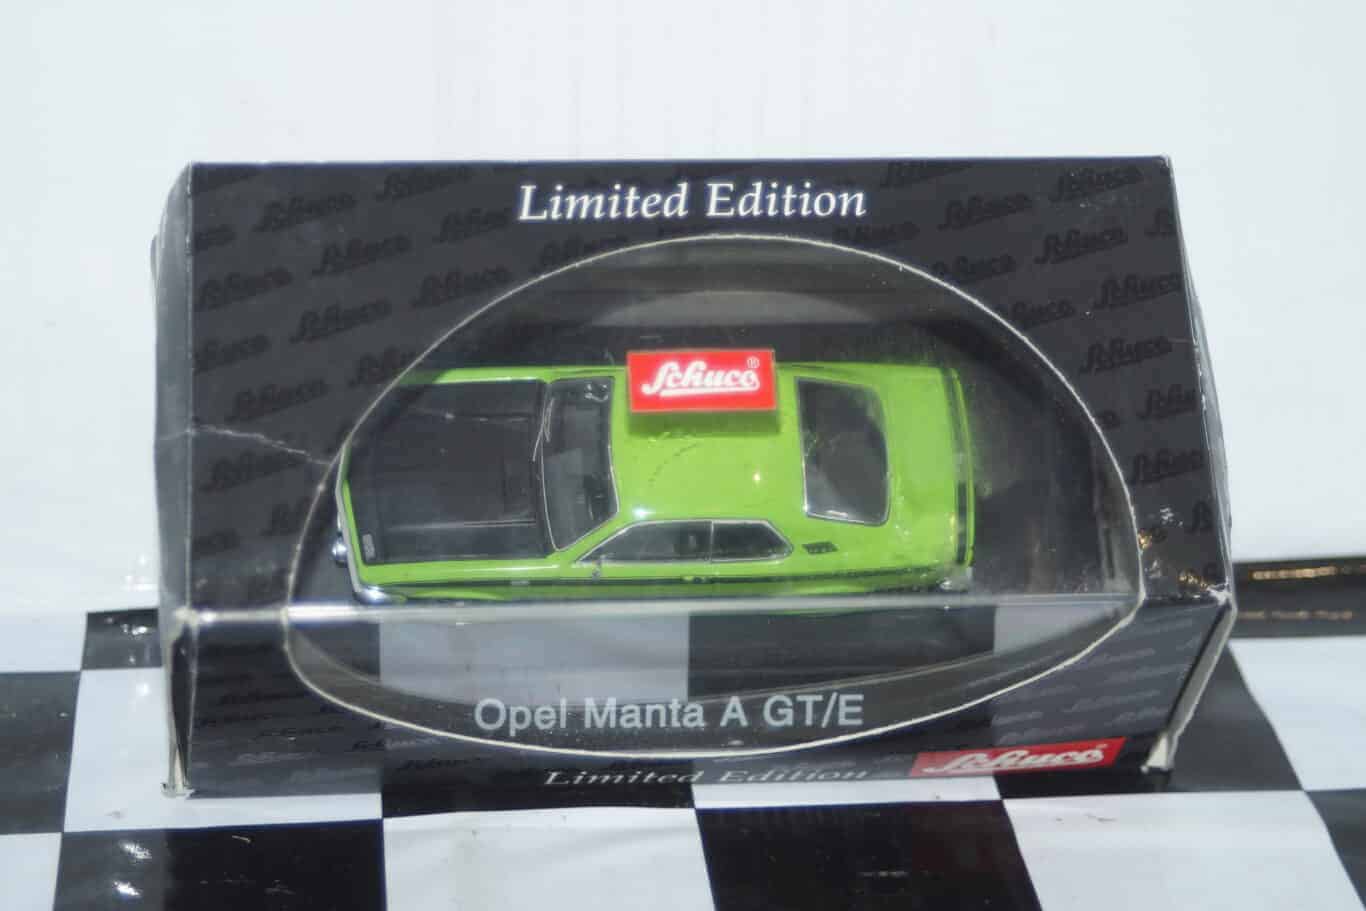 Limited Edition
Schuco®
Opel Manta A GT/E
Limited Edition
Schuco